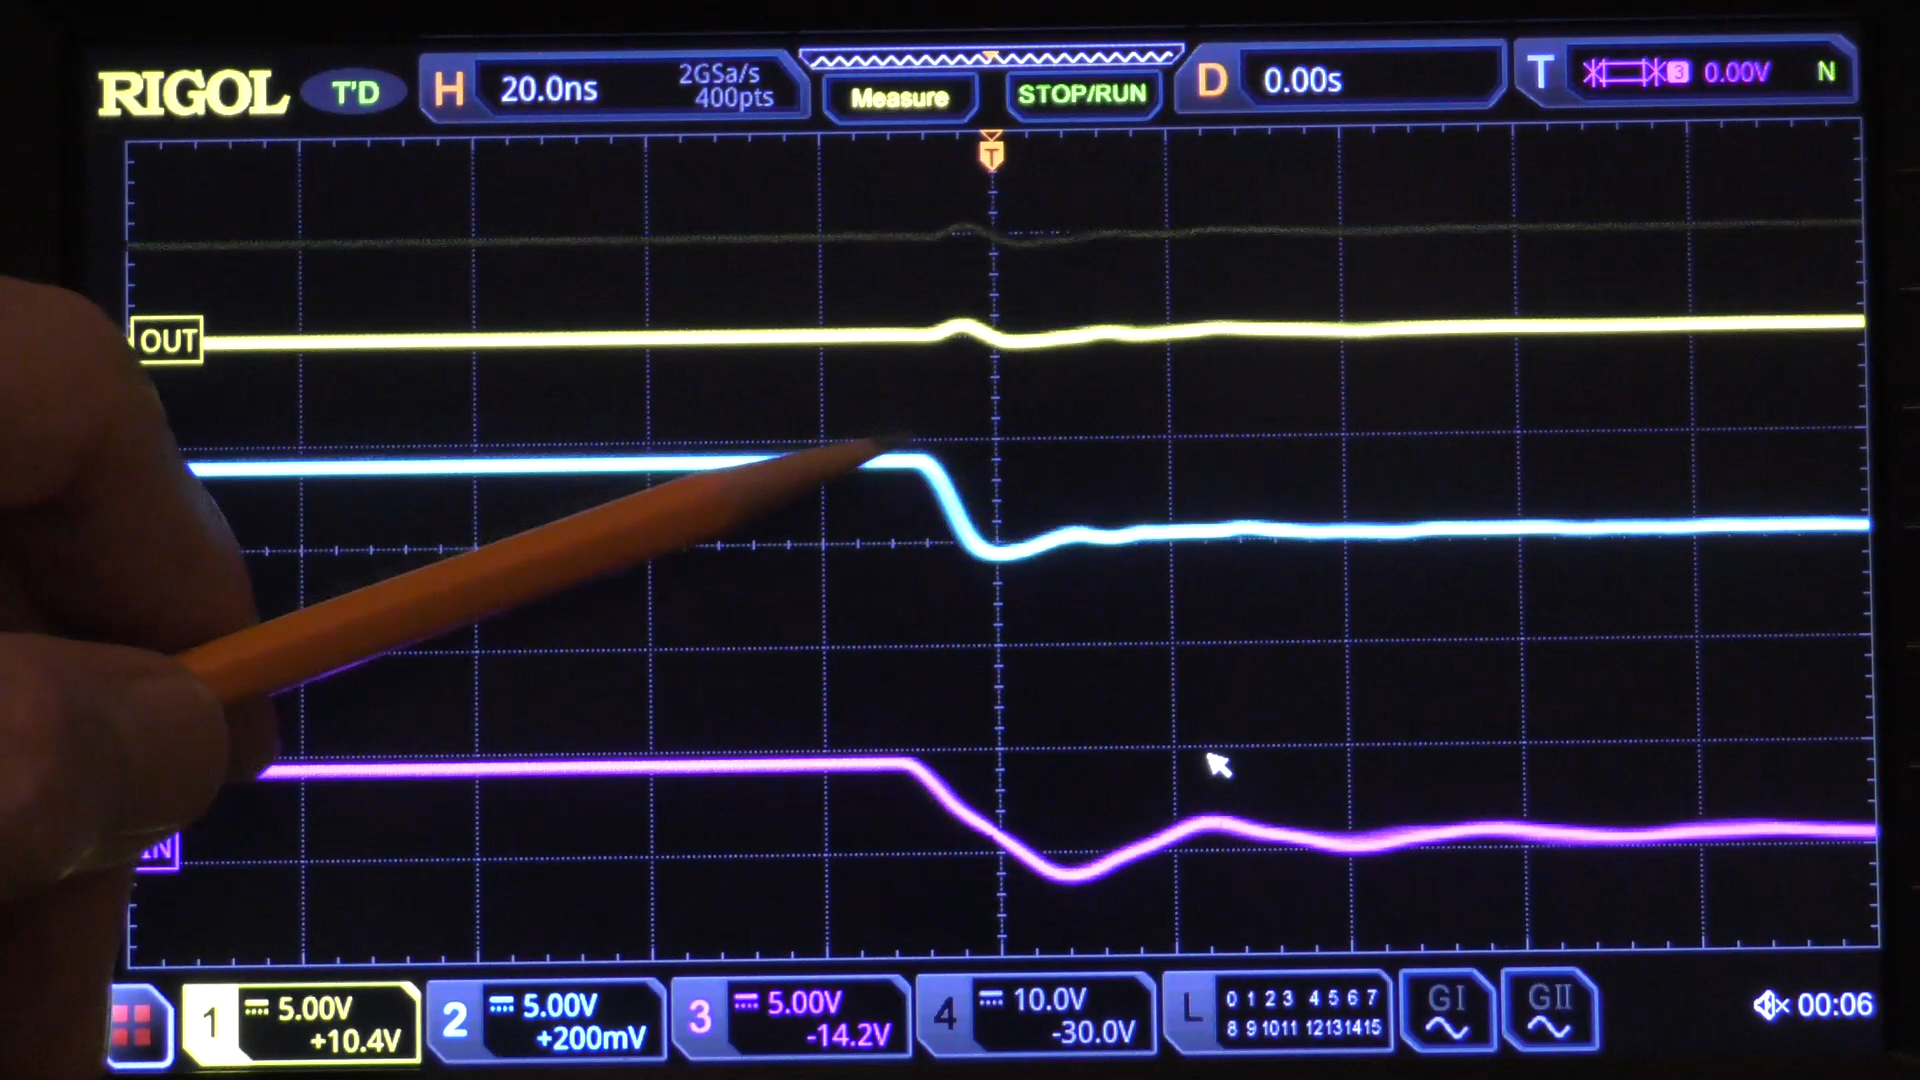 RIGOL T'D H 20.0ns 2GSa/s 400pts Measure STOP/RUN D 0.00s T 3 0.00V N
T
OUT
IN
1 5.00V +10.4V 2 5.00V +200mV 3 5.00V -14.2V 4 10.0V -30.0V L 0 1 2 3 4 5 6 7 8 9 10 11 12 13 14 15 GI GII 00:06